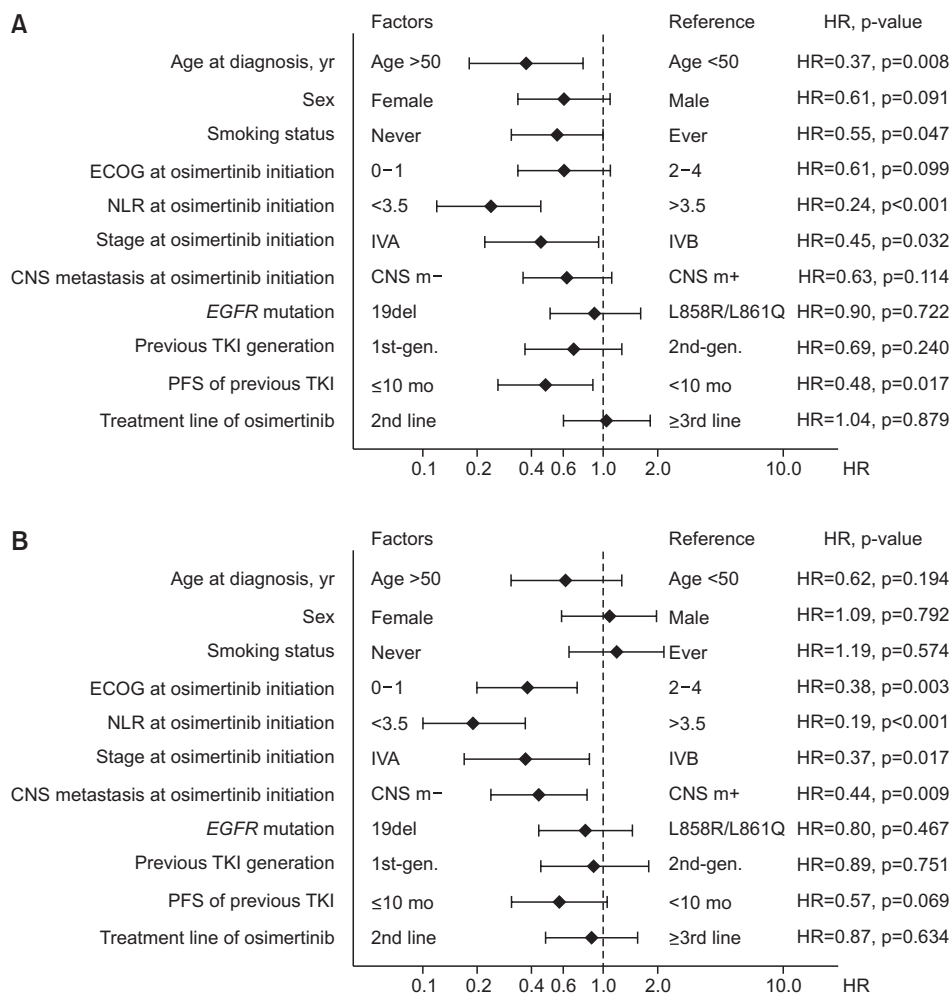 A
Factors Reference HR, p-value
Age at diagnosis, yr Age >50 Age <50 HR=0.37, p=0.008
Sex Female Male HR=0.61, p=0.091
Smoking status Never Ever HR=0.55, p=0.047
ECOG at osimertinib initiation 0−1 2−4 HR=0.61, p=0.099
NLR at osimertinib initiation <3.5 >3.5 HR=0.24, p<0.001
Stage at osimertinib initiation IVA IVB HR=0.45, p=0.032
CNS metastasis at osimertinib initiation CNS m− CNS m+ HR=0.63, p=0.114
EGFR mutation 19del L858R/L861Q HR=0.90, p=0.722
Previous TKI generation 1st-gen. 2nd-gen. HR=0.69, p=0.240
PFS of previous TKI ≤10 mo <10 mo HR=0.48, p=0.017
Treatment line of osimertinib 2nd line ≥3rd line HR=1.04, p=0.879
0.1 0.2 0.4 0.6 1.0 2.0 10.0 HR
B
Factors Reference HR, p-value
Age at diagnosis, yr Age >50 Age <50 HR=0.62, p=0.194
Sex Female Male HR=1.09, p=0.792
Smoking status Never Ever HR=1.19, p=0.574
ECOG at osimertinib initiation 0−1 2−4 HR=0.38, p=0.003
NLR at osimertinib initiation <3.5 >3.5 HR=0.19, p<0.001
Stage at osimertinib initiation IVA IVB HR=0.37, p=0.017
CNS metastasis at osimertinib initiation CNS m− CNS m+ HR=0.44, p=0.009
EGFR mutation 19del L858R/L861Q HR=0.80, p=0.467
Previous TKI generation 1st-gen. 2nd-gen. HR=0.89, p=0.751
PFS of previous TKI ≤10 mo <10 mo HR=0.57, p=0.069
Treatment line of osimertinib 2nd line ≥3rd line HR=0.87, p=0.634
0.1 0.2 0.4 0.6 1.0 2.0 10.0 HR